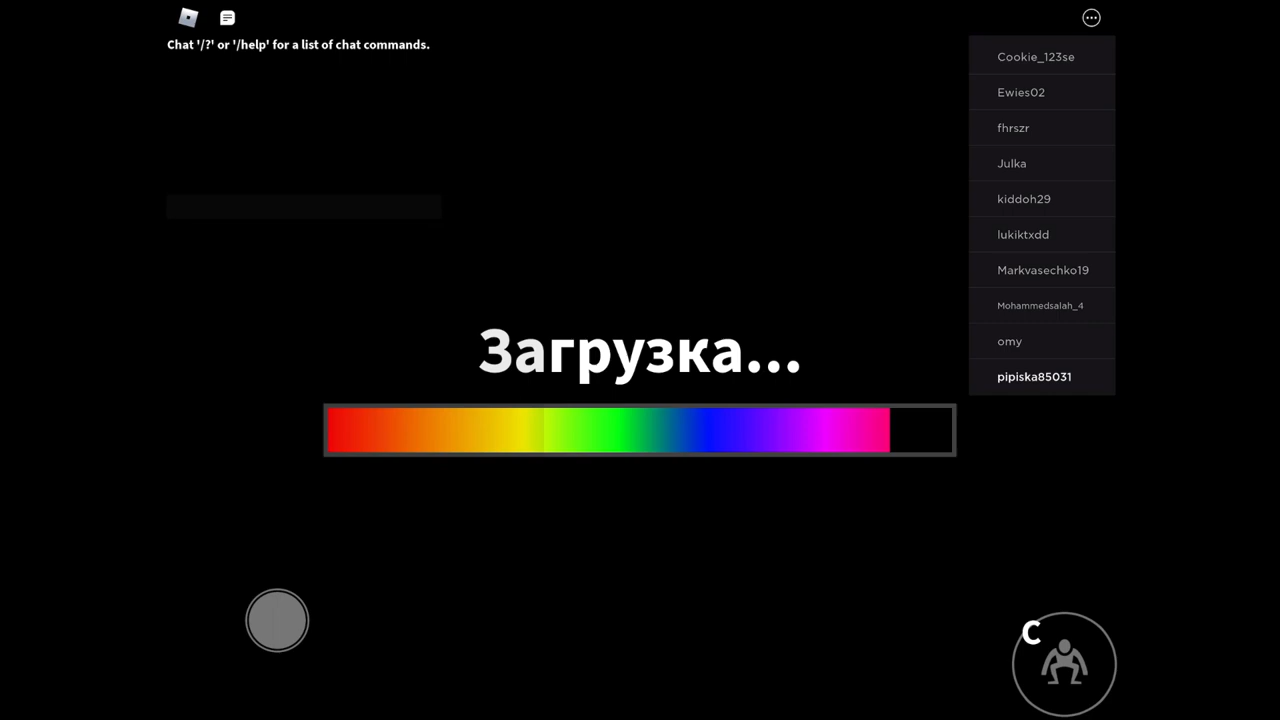 Chat '/?' or '/help' for a list of chat commands.
Cookie_123se
Ewies02
fhrszr
Julka
kiddoh29
lukiktxdd
Markvasechko19
Mohammedsalah_4
omy
pipiska85031
Загрузка...
C